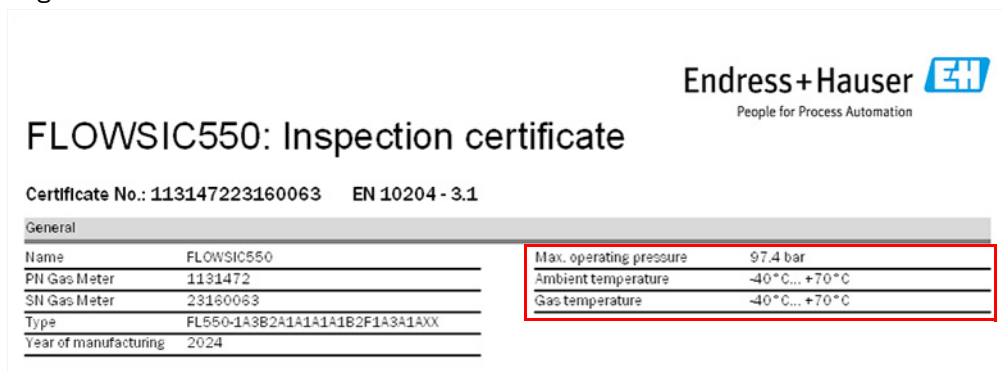 Endress+Hauser EH
People for Process Automation
FLOWSIC550: Inspection certificate
Certificate No.: 113147223160063 EN 10204 - 3.1
General
Name FLOWSIC550
PN Gas Meter 1131472
SN Gas Meter 23160063
Type FL550-1A3B2A1A1A1A1B2F1A3A1AXX
Year of manufacturing 2024
Max. operating pressure 97.4 bar
Ambient temperature -40°C... +70°C
Gas temperature -40°C... +70°C